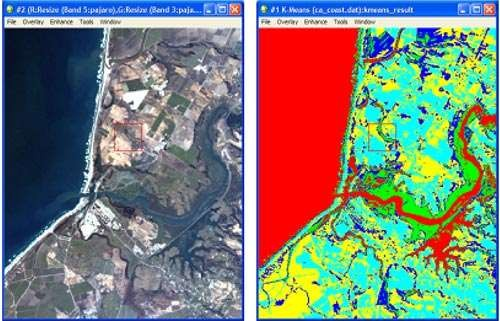 #2 (R:Resize (Band 5:pajaro),G:Resize (Band 3:paja...
File Overlay Enhance Tools Window
#1 K-Means (ca_coast.dat):kmeans_result
File Overlay Enhance Tools Window